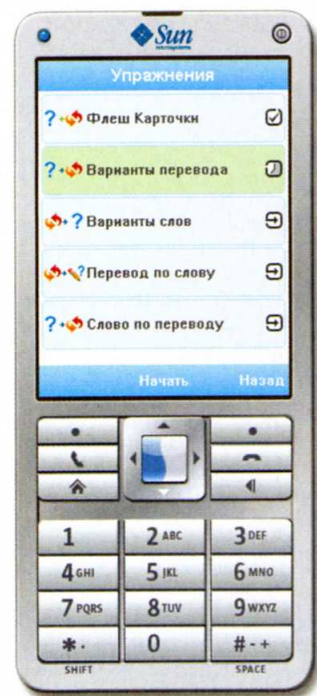 Sun
microsystems
Упражнения
Флеш Карточки
Варианты перевода
Варианты слов
Перевод по слову
Слово по переводу
Начать Назад
1 2 ABC 3 DEF
4 GHI 5 JKL 6 MNO
7 PQRS 8 TUV 9 WXYZ
* . 0 # - +
SHIFT SPACE